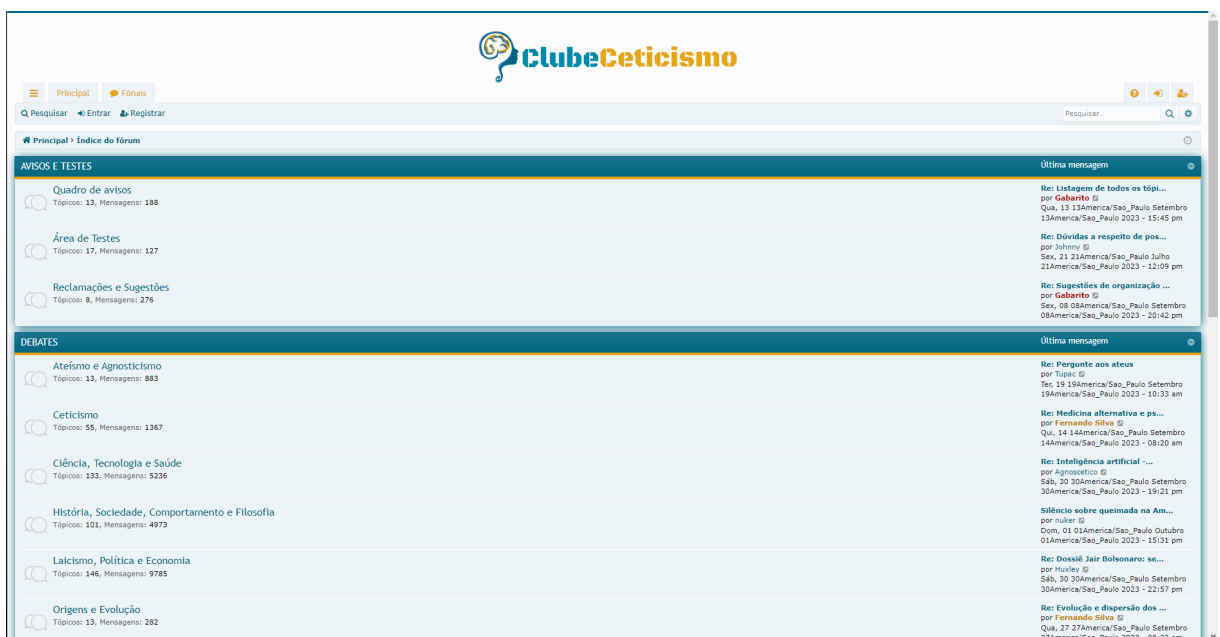 ClubeCeticismo
Principal Fóruns
Pesquisar Entrar Registrar
Pesquisar...
Principal › Índice do fórum
AVISOS E TESTES
Última mensagem
Quadro de avisos
Tópicos: 13, Mensagens: 188
Re: Listagem de todos os tópi...
por Gabarito
Qua, 13 13America/Sao_Paulo Setembro
13America/Sao_Paulo 2023 - 15:45 pm
Área de Testes
Tópicos: 17, Mensagens: 127
Re: Dúvidas a respeito de pos...
por Johnny
Sex, 21 21America/Sao_Paulo Julho
21America/Sao_Paulo 2023 - 12:09 pm
Reclamações e Sugestões
Tópicos: 8, Mensagens: 276
Re: Sugestões de organização ...
por Gabarito
Sex, 08 08America/Sao_Paulo Setembro
08America/Sao_Paulo 2023 - 20:42 pm
DEBATES
Última mensagem
Ateísmo e Agnosticismo
Tópicos: 13, Mensagens: 883
Re: Pergunte aos ateus
por Tupac
Ter, 19 19America/Sao_Paulo Setembro
19America/Sao_Paulo 2023 - 10:33 am
Ceticismo
Tópicos: 55, Mensagens: 1367
Re: Medicina alternativa e ps...
por Fernando Silva
Qui, 14 14America/Sao_Paulo Setembro
14America/Sao_Paulo 2023 - 08:20 am
Ciência, Tecnologia e Saúde
Tópicos: 133, Mensagens: 5236
Re: Inteligência artificial -...
por Agnoscetico
Sáb, 30 30America/Sao_Paulo Setembro
30America/Sao_Paulo 2023 - 19:21 pm
História, Sociedade, Comportamento e Filosofia
Tópicos: 101, Mensagens: 4973
Silêncio sobre queimada na Am...
por nuker
Dom, 01 01America/Sao_Paulo Outubro
01America/Sao_Paulo 2023 - 15:31 pm
Laicismo, Política e Economia
Tópicos: 146, Mensagens: 9785
Re: Dossiê Jair Bolsonaro: se...
por Huxley
Sáb, 30 30America/Sao_Paulo Setembro
30America/Sao_Paulo 2023 - 22:57 pm
Origens e Evolução
Tópicos: 13, Mensagens: 282
Re: Evolução e dispersão dos ...
por Fernando Silva
Qua, 27 27America/Sao_Paulo Setembro